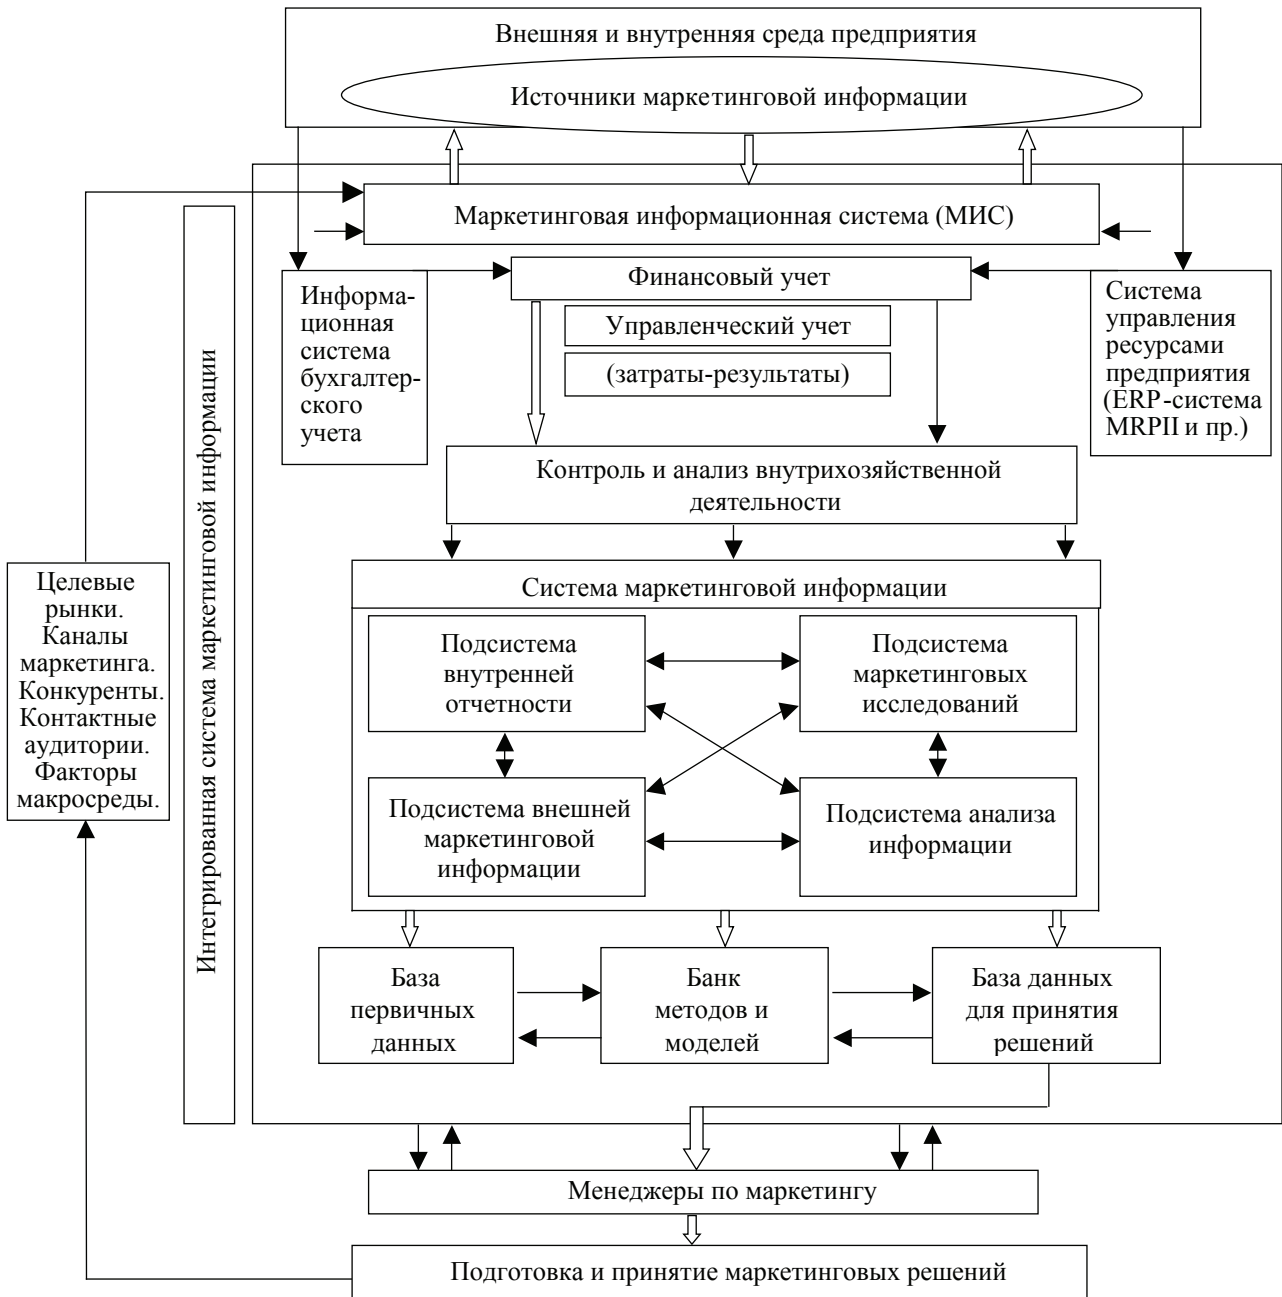 Внешняя и внутренняя среда предприятия
Источники маркетинговой информации
Маркетинговая информационная система (МИС)
Финансовый учет
Информа-
ционная
система
бухгалтер-
ского
учета
Управленческий учет
(затраты-результаты)
Система
управления
ресурсами
предприятия
(ERP-система
MRPII и пр.)
Контроль и анализ внутрихозяйственной
деятельности
Интегрированная система маркетинговой информации
Целевые
рынки.
Каналы
маркетинга.
Конкуренты.
Контактные
аудитории.
Факторы
макросреды.
Система маркетинговой информации
Подсистема
внутренней
отчетности
Подсистема
маркетинговых
исследований
Подсистема внешней
маркетинговой
информации
Подсистема анализа
информации
База
первичных
данных
Банк
методов и
моделей
База данных
для принятия
решений
Менеджеры по маркетингу
Подготовка и принятие маркетинговых решений